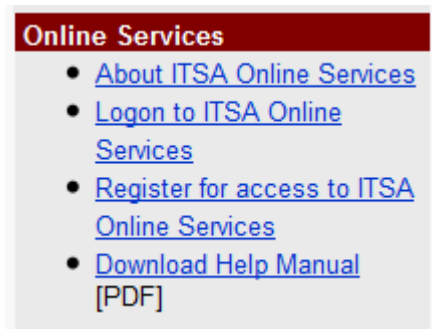 Online Services
About ITSA Online Services
Logon to ITSA Online
Services
Register for access to ITSA
Online Services
Download Help Manual
[PDF]